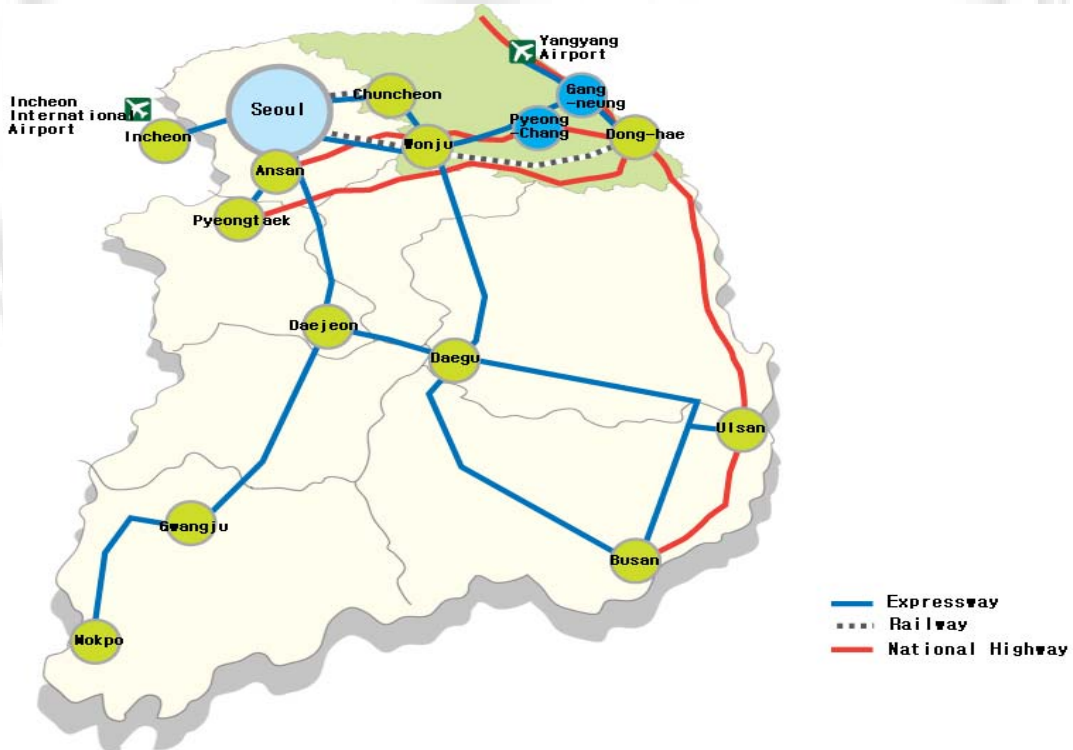 Yangyang
Airport
Incheon
International
Airport
Seoul
Chuncheon
Gang
-neung
Pyeong
-Chang
Incheon
Wonju
Dong-hae
Ansan
Pyeongtaek
Daejeon
Daegu
Ulsan
Gwangju
Busan
Mokpo
Expressway
Railway
National Highway